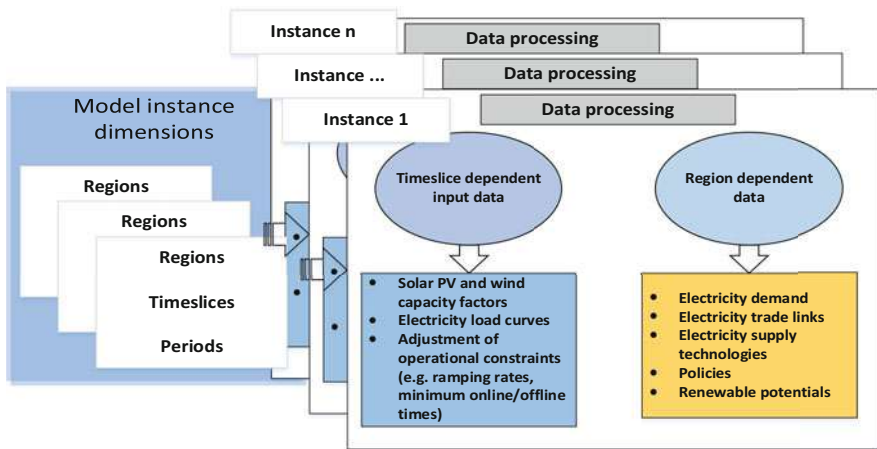 Instance n
Data processing
Instance ...
Data processing
Model instance
dimensions
Instance 1
Data processing
Regions
Regions
Regions
Timeslices
Periods
Timeslice dependent
input data
Region dependent
data
• Solar PV and wind
capacity factors
• Electricity load curves
• Adjustment of
operational constraints
(e.g. ramping rates,
minimum online/offline
times)
• Electricity demand
• Electricity trade links
• Electricity supply
technologies
• Policies
• Renewable potentials